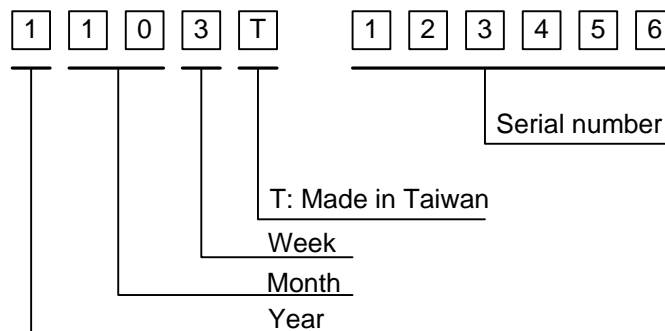 1 1 0 3 T 1 2 3 4 5 6
Serial number
T: Made in Taiwan
Week
Month
Year